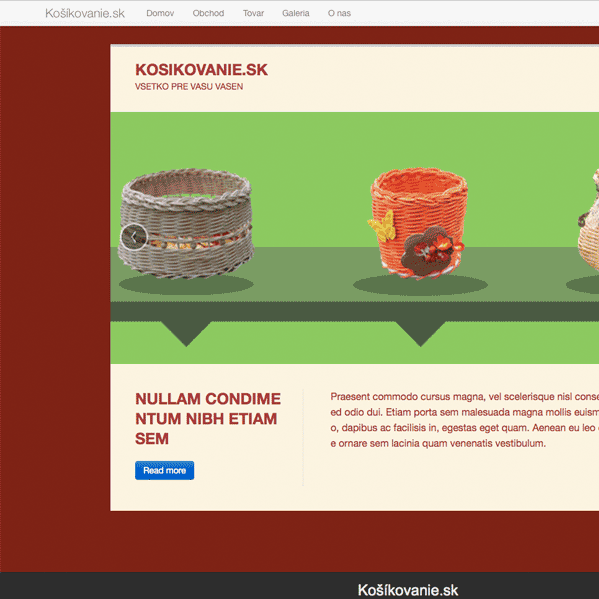 Košíkovanie.sk Domov Obchod Tovar Galeria O nas
KOSIKOVANIE.SK
VSETKO PRE VASU VASEN
NULLAM CONDIME
NTUM NIBH ETIAM
SEM
Read more
Praesent commodo cursus magna, vel scelerisque nisl conse
ed odio dui. Etiam porta sem malesuada magna mollis euism
o, dapibus ac facilisis in, egestas eget quam. Aenean eu leo
e ornare sem lacinia quam venenatis vestibulum.
Košíkovanie.sk